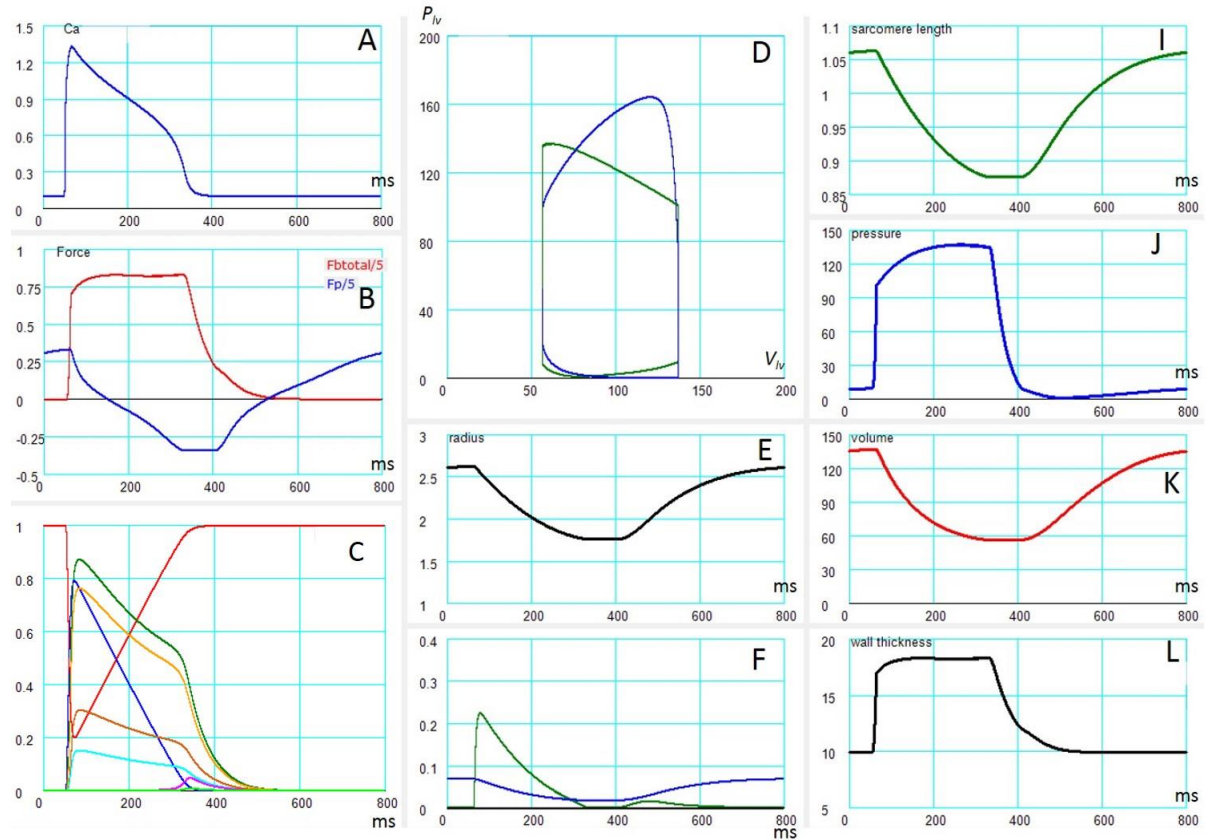 Ca
A
1.5
1.2
0.9
0.6
0.3
0
ms
0 200 400 600 800
Force
Fbtotal/5
Fp/5
B
0.75
0.5
0.25
0
-0.25
-0.5
ms
0 200 400 600 800
C
1
0.8
0.6
0.4
0.2
0
0 200 400 600 800
ms
P lv
D
200
160
120
80
40
0
V lv
0 50 100 150 200
radius
E
3
2.5
2
1.5
1
ms
0 200 400 600 800
F
0.4
0.3
0.2
0.1
0
0 200 400 600 800
ms
sarcomere length
I
1.1
1.05
1
0.95
0.9
0.85
ms
0 200 400 600 800
pressure
J
150
120
90
60
30
0
ms
0 200 400 600 800
volume
K
150
120
90
60
30
0
ms
0 200 400 600 800
wall thickness
L
20
15
10
5
0 200 400 600 800
ms